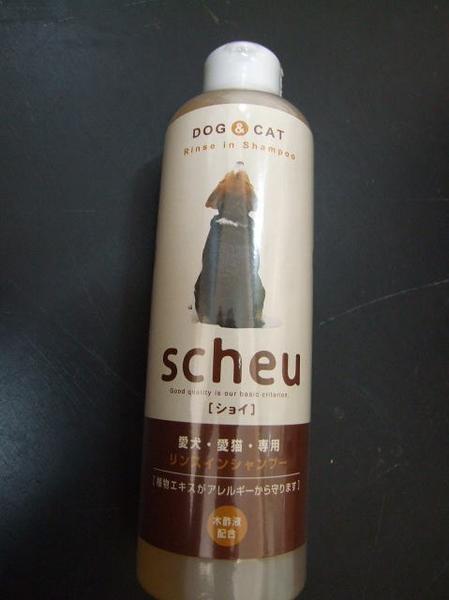 DOG & CAT
Rinse in Shampoo
scheu
Good quality is our basic criterion.
[ショイ]
愛犬・愛猫・専用
リンスインシャンプー
[植物エキスがアレルギーから守ります]
木酢液
配合